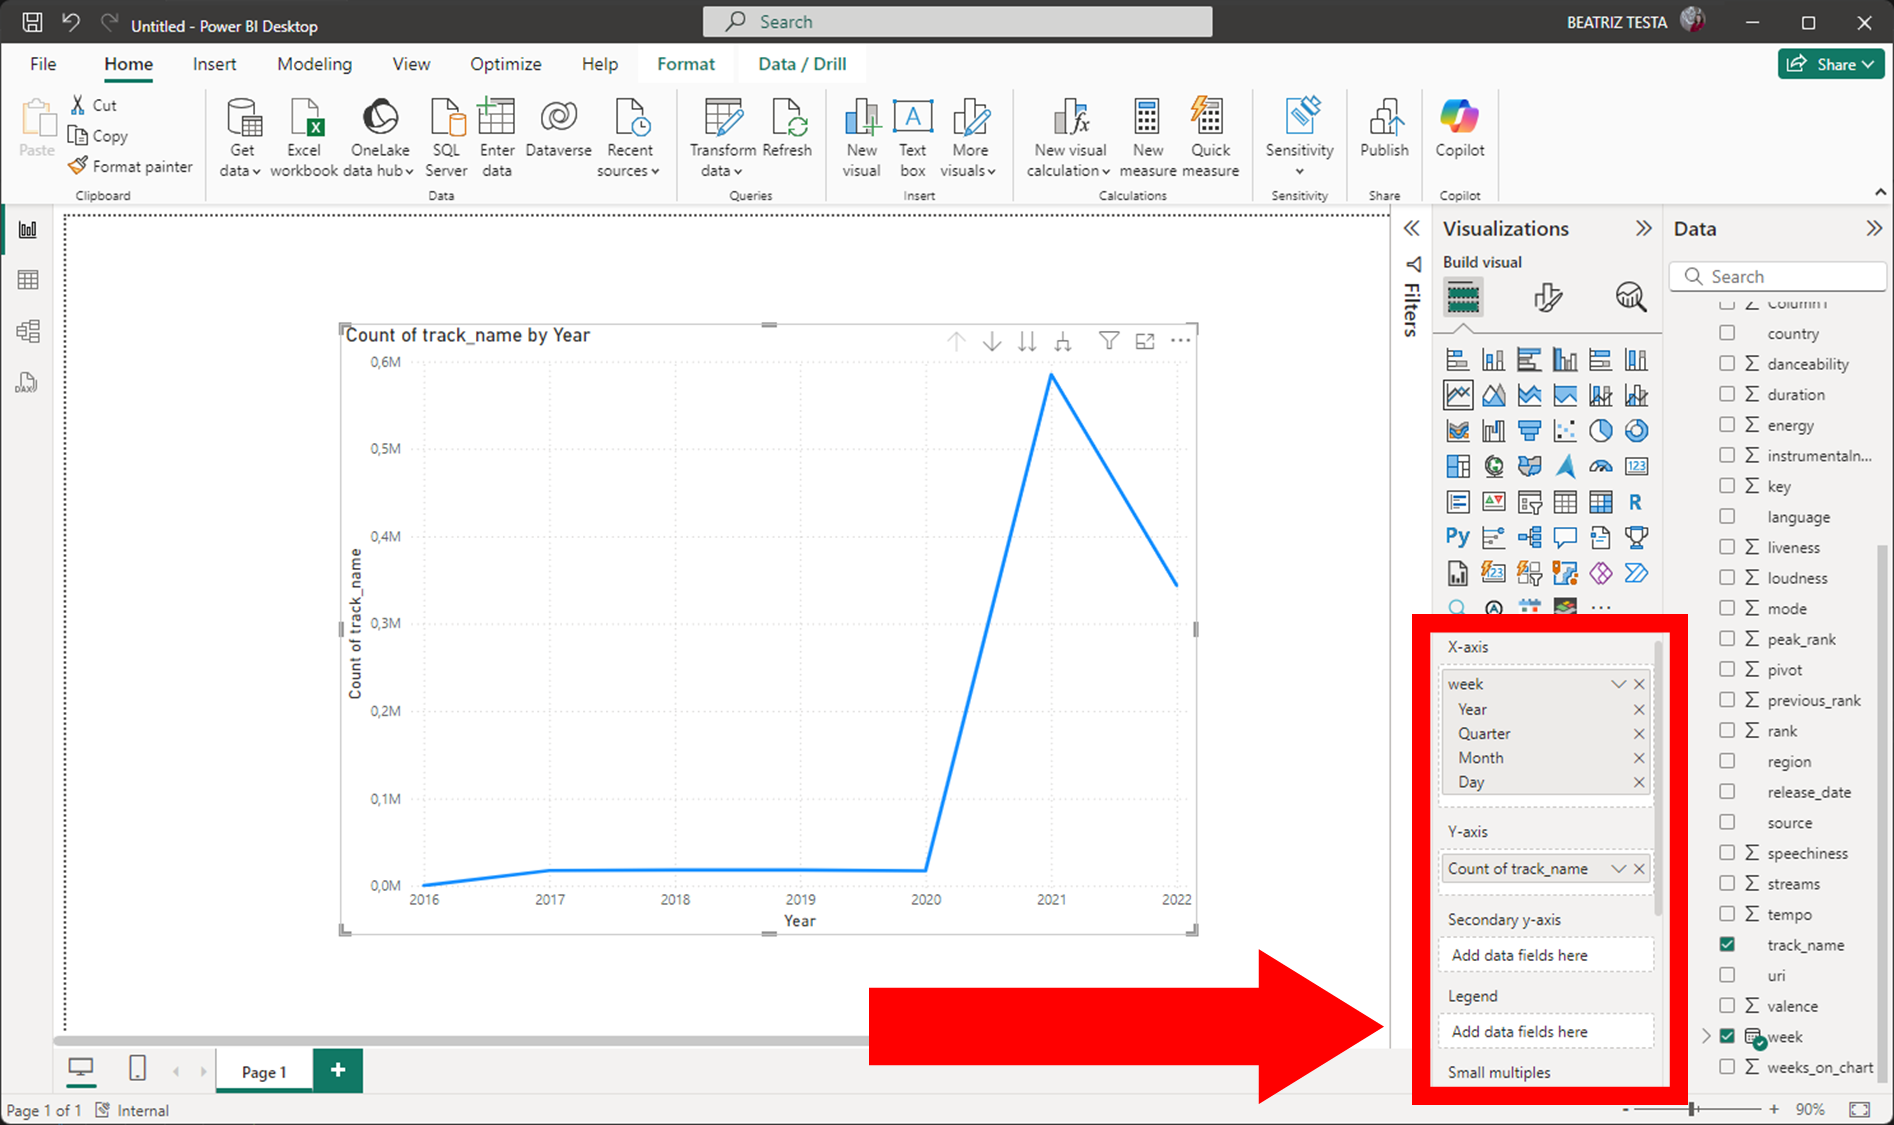 Untitled - Power BI Desktop
Search
BEATRIZ TESTA
File
Home
Insert
Modeling
View
Optimize
Help
Format
Data / Drill
Share
Paste
Cut
Copy
Format painter
Clipboard
Get data
Excel workbook
OneLake data hub
SQL Server
Enter data
Dataverse
Recent sources
Data
Transform data
Refresh
Queries
New visual
Text box
More visuals
Insert
New visual calculation
New measure
Quick measure
Calculations
Sensitivity
Sensitivity
Publish
Share
Copilot
Copilot
DAX
Count of track_name by Year
Count of track_name
0,6M
0,5M
0,4M
0,3M
0,2M
0,1M
0,0M
2016
2017
2018
2019
2020
2021
2022
Year
Filters
Visualizations
Build visual
123
R
Py
123
X-axis
week
Year
Quarter
Month
Day
Y-axis
Count of track_name
Secondary y-axis
Add data fields here
Legend
Add data fields here
Small multiples
Data
Search
Column1
country
danceability
duration
energy
instrumentaln...
key
language
liveness
loudness
mode
peak_rank
pivot
previous_rank
rank
region
release_date
source
speechiness
streams
tempo
track_name
uri
valence
week
weeks_on_chart
Page 1
Page 1 of 1
Internal
90%